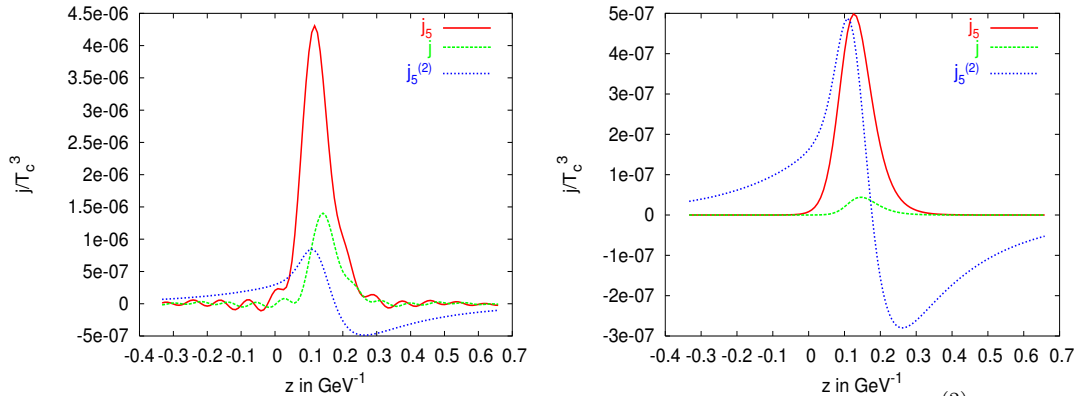 4.5e-06
4e-06
3.5e-06
3e-06
2.5e-06
2e-06
1.5e-06
1e-06
5e-07
0
-5e-07
j/T_c^3
j_5
j
j_5^(2)
-0.4 -0.3 -0.2 -0.1 0 0.1 0.2 0.3 0.4 0.5 0.6 0.7
z in GeV^-1
5e-07
4e-07
3e-07
2e-07
1e-07
0
-1e-07
-2e-07
-3e-07
j/T_c^3
j_5
j
j_5^(2)
-0.4 -0.3 -0.2 -0.1 0 0.1 0.2 0.3 0.4 0.5 0.6 0.7
z in GeV^-1